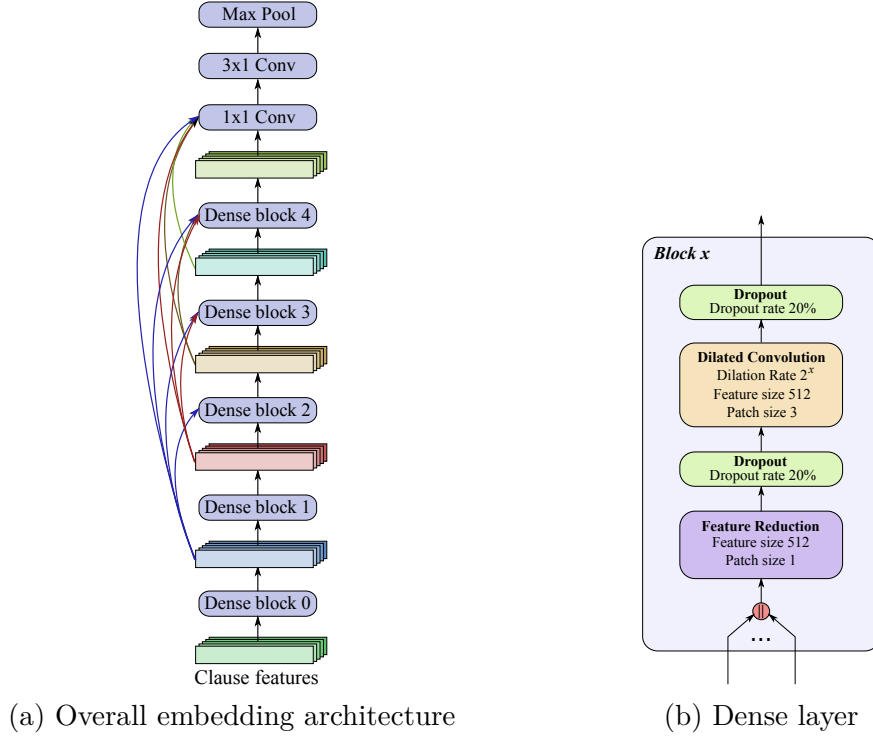 Max Pool
3x1 Conv
1x1 Conv
Dense block 4
Dense block 3
Dense block 2
Dense block 1
Dense block 0
Clause features
(a) Overall embedding architecture
Block x
Dropout
Dropout rate 20%
Dilated Convolution
Dilation Rate 2^x
Feature size 512
Patch size 3
Dropout
Dropout rate 20%
Feature Reduction
Feature size 512
Patch size 1
||
...
(b) Dense layer